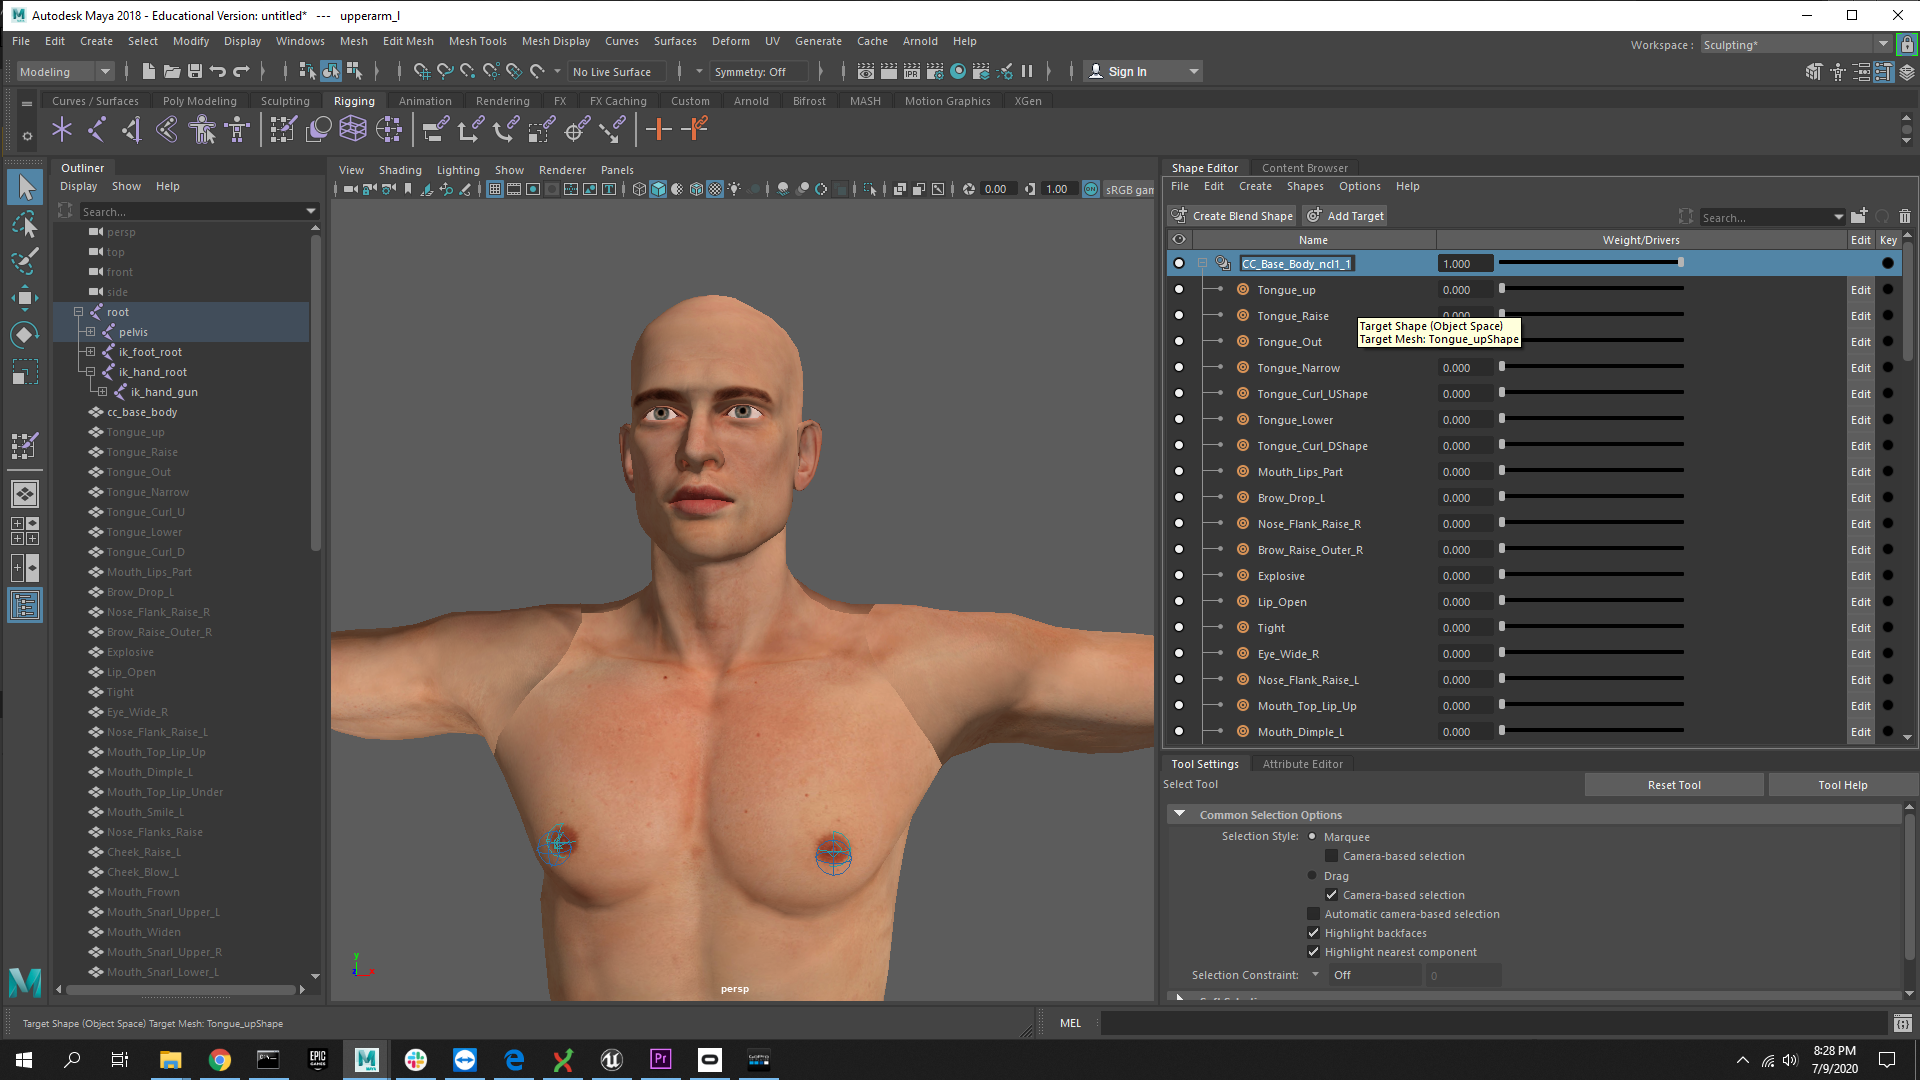 Autodesk Maya 2018 - Educational Version: untitled*   ---   upperarm_l
File Edit Create Select Modify Display Windows Mesh Edit Mesh Mesh Tools Mesh Display Curves Surfaces Deform UV Generate Cache Arnold Help
Workspace : Sculpting*
Modeling No Live Surface Symmetry: Off IPR Sign In
Curves / Surfaces Poly Modeling Sculpting Rigging Animation Rendering FX FX Caching Custom Arnold Bifrost MASH Motion Graphics XGen
Outliner
Display Show Help
Search...
persp
top
front
side
root
pelvis
ik_foot_root
ik_hand_root
ik_hand_gun
cc_base_body
Tongue_up
Tongue_Raise
Tongue_Out
Tongue_Narrow
Tongue_Curl_U
Tongue_Lower
Tongue_Curl_D
Mouth_Lips_Part
Brow_Drop_L
Nose_Flank_Raise_R
Brow_Raise_Outer_R
Explosive
Lip_Open
Tight
Eye_Wide_R
Nose_Flank_Raise_L
Mouth_Top_Lip_Up
Mouth_Dimple_L
Mouth_Top_Lip_Under
Mouth_Smile_L
Nose_Flanks_Raise
Cheek_Raise_L
Cheek_Blow_L
Mouth_Frown
Mouth_Snarl_Upper_L
Mouth_Widen
Mouth_Snarl_Upper_R
Mouth_Snarl_Lower_L
View Shading Lighting Show Renderer Panels
0.00 1.00 sRGB gam
y
z x
persp
Shape Editor Content Browser
File Edit Create Shapes Options Help
Create Blend Shape Add Target Search...
Name Weight/Drivers Edit Key
CC_Base_Body_ncl1_1 1.000
Tongue_up 0.000 Edit
Tongue_Raise 0.000 Edit
Target Shape (Object Space)
Target Mesh: Tongue_upShape
Tongue_Out Edit
Tongue_Narrow 0.000 Edit
Tongue_Curl_UShape 0.000 Edit
Tongue_Lower 0.000 Edit
Tongue_Curl_DShape 0.000 Edit
Mouth_Lips_Part 0.000 Edit
Brow_Drop_L 0.000 Edit
Nose_Flank_Raise_R 0.000 Edit
Brow_Raise_Outer_R 0.000 Edit
Explosive 0.000 Edit
Lip_Open 0.000 Edit
Tight 0.000 Edit
Eye_Wide_R 0.000 Edit
Nose_Flank_Raise_L 0.000 Edit
Mouth_Top_Lip_Up 0.000 Edit
Mouth_Dimple_L 0.000 Edit
Tool Settings Attribute Editor
Select Tool Reset Tool Tool Help
Common Selection Options
Selection Style: Marquee
Camera-based selection
Drag
Camera-based selection
Automatic camera-based selection
Highlight backfaces
Highlight nearest component
Selection Constraint: Off 0
Target Shape (Object Space) Target Mesh: Tongue_upShape
MEL
EPIC GAMES
MAYA
Pr
GoPro
8:28 PM
7/9/2020